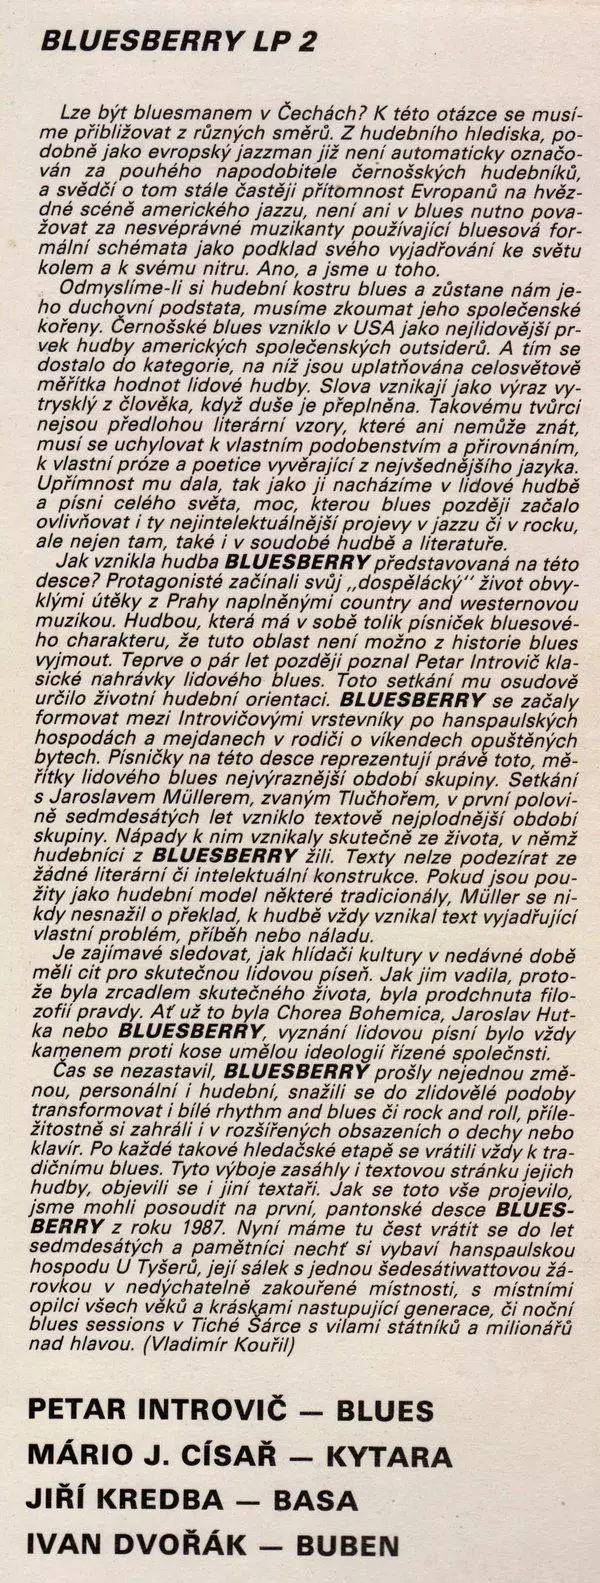 BLUESBERRY LP 2
Lze být bluesmanem v Čechách? K této otázce se musí-
me přibližovat z různých směrů. Z hudebního hlediska, po-
dobně jako evropský jazzman již není automaticky označo-
ván za pouhého napodobitele černošských hudebníků,
a svědčí o tom stále častěji přítomnost Evropanů na hvěz-
dné scéně amerického jazzu, není ani v blues nutno pova-
žovat za nesvéprávné muzikanty používající bluesová for-
mální schémata jako podklad svého vyjadřování ke světu
kolem a k svému nitru. Ano, a jsme u toho.
Odmyslíme-li si hudební kostru blues a zůstane nám je-
ho duchovní podstata, musíme zkoumat jeho společenské
kořeny. Černošské blues vzniklo v USA jako nejlidovější pr-
vek hudby amerických společenských outsiderů. A tím se
dostalo do kategorie, na niž jsou uplatňována celosvětově
měřítka hodnot lidové hudby. Slova vznikají jako výraz vy-
trysklý z člověka, když duše je přeplněna. Takovému tvůrci
nejsou předlohou literární vzory, které ani nemůže znát,
musí se uchylovat k vlastním podobenstvím a přirovnáním,
k vlastní próze a poetice vyvěrající z nejvšednějšího jazyka.
Upřímnost mu dala, tak jako ji nacházíme v lidové hudbě
a písni celého světa, moc, kterou blues později začalo
ovlivňovat i ty nejintelektuálnější projevy v jazzu či v rocku,
ale nejen tam, také i v soudobé hudbě a literatuře.
Jak vznikla hudba BLUESBERRY představovaná na této
desce? Protagonisté začínali svůj „dospělácký" život obvy-
klými útěky z Prahy naplněnými country and westernovou
muzikou. Hudbou, která má v sobě tolik písníček bluesové-
ho charakteru, že tuto oblast není možno z historie blues
vyjmout. Teprve o pár let později poznal Petar Introvič kla-
sické nahrávky lidového blues. Toto setkání mu osudově
určilo životní hudební orientaci. BLUESBERRY se začaly
formovat mezi Introvičovými vrstevníky po hanspaulských
hospodách a mejdanech v rodiči o víkendech opuštěných
bytech. Písničky na této desce reprezentují právě toto, mě-
řítky lidového blues nejvýraznější období skupiny. Setkání
s Jaroslavem Müllerem, zvaným Tlučhořem, v první polovi-
ně sedmdesátých let vzniklo textově nejplodnější období
skupiny. Nápady k nim vznikaly skutečně ze života, v němž
hudebníci z BLUESBERRY žili. Texty nelze podezírat ze
žádné literární či intelektuální konstrukce. Pokud jsou pou-
žity jako hudební model některé tradicionály, Müller se ni-
kdy nesnažil o překlad, k hudbě vždy vznikal text vyjadřující
vlastní problém, příběh nebo náladu.
Je zajímavé sledovat, jak hlídači kultury v nedávné době
měli cit pro skutečnou lidovou píseň. Jak jim vadila, proto-
že byla zrcadlem skutečného života, byla prodchnuta filo-
zofií pravdy. Ať už to byla Chorea Bohemica, Jaroslav Hut-
ka nebo BLUESBERRY, vyznání lidovou písní bylo vždy
kamenem proti kose umělou ideologií řízené společnsti.
Čas se nezastavil, BLUESBERRY prošly nejednou změ-
nou, personální i hudební, snažili se do zlidovělé podoby
transformovat i bílé rhythm and blues či rock and roll, příle-
žitostně si zahráli i v rozšířených obsazeních o dechy nebo
klavír. Po každé takové hledačské etapě se vrátili vždy k tra-
dičnímu blues. Tyto výboje zasáhly i textovou stránku jejich
hudby, objevili se i jiní textaři. Jak se toto vše projevilo,
jsme mohli posoudit na první, pantonské desce BLUES-
BERRY z roku 1987. Nyní máme tu čest vrátit se do let
sedmdesátých a pamětníci nechť si vybaví hanspaulskou
hospodu U Tyšerů, její sálek s jednou šedesátiwattovou žá-
rovkou v nedýchatelně zakouřené místnosti, s místními
opilci všech věků a kráskami nastupující generace, či noční
blues sessions v Tiché Šárce s vilami státníků a milionářů
nad hlavou. (Vladimír Kouřil)
PETAR INTROVIČ — BLUES
MÁRIO J. CÍSAŘ — KYTARA
JIŘÍ KREDBA — BASA
IVAN DVOŘÁK — BUBEN